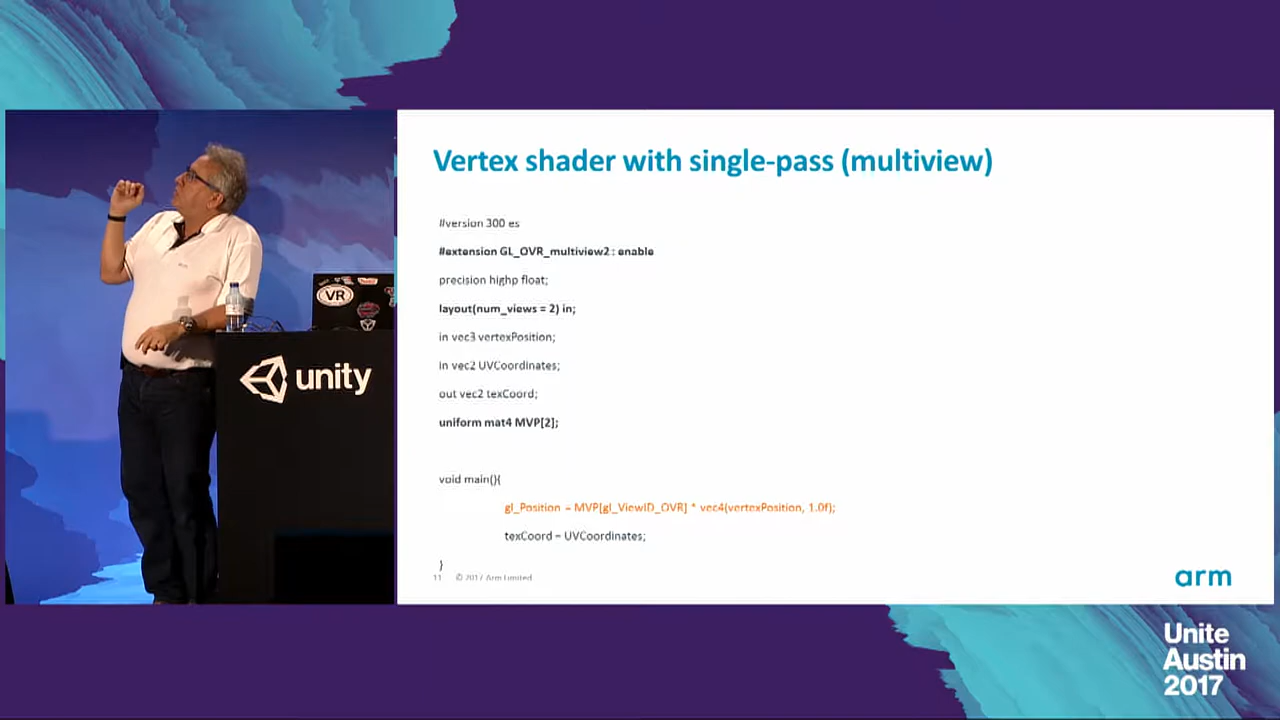 Vertex shader with single-pass (multiview)
#version 300 es
#extension GL_OVR_multiview2 : enable
precision highp float;
layout(num_views = 2) in;
in vec3 vertexPosition;
in vec2 UVCoordinates;
out vec2 texCoord;
uniform mat4 MVP[2];
void main(){
gl_Position = MVP[gl_ViewID_OVR] * vec4(vertexPosition, 1.0f);
texCoord = UVCoordinates;
}
11 © 2017 Arm Limited
arm
VR
unity
Unite
Austin
2017